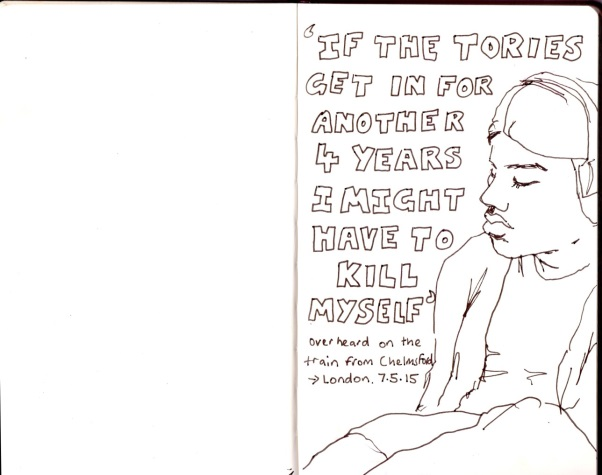 'IF THE TORIES
GET IN FOR
ANOTHER
4 YEARS
I MIGHT
HAVE TO
KILL
MYSELF'
overheard on the
train from Chelmsford
→ London, 7.5.15